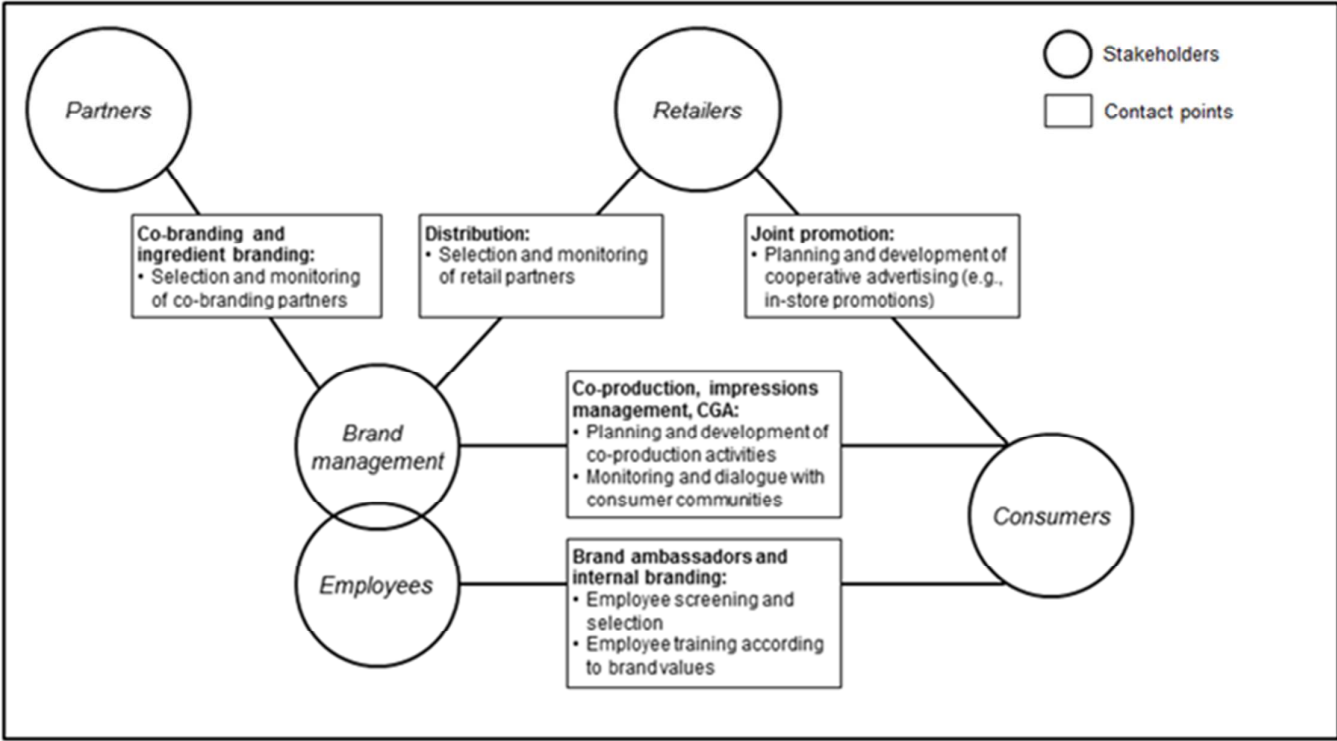 Partners
Retailers
Stakeholders
Contact points
Co-branding and
ingredient branding:
• Selection and monitoring
of co-branding partners
Distribution:
• Selection and monitoring
of retail partners
Joint promotion:
• Planning and development of
cooperative advertising (e.g.,
in-store promotions)
Brand
management
Co-production, impressions
management, CGA:
• Planning and development of
co-production activities
• Monitoring and dialogue with
consumer communities
Consumers
Employees
Brand ambassadors and
internal branding:
• Employee screening and
selection
• Employee training according
to brand values